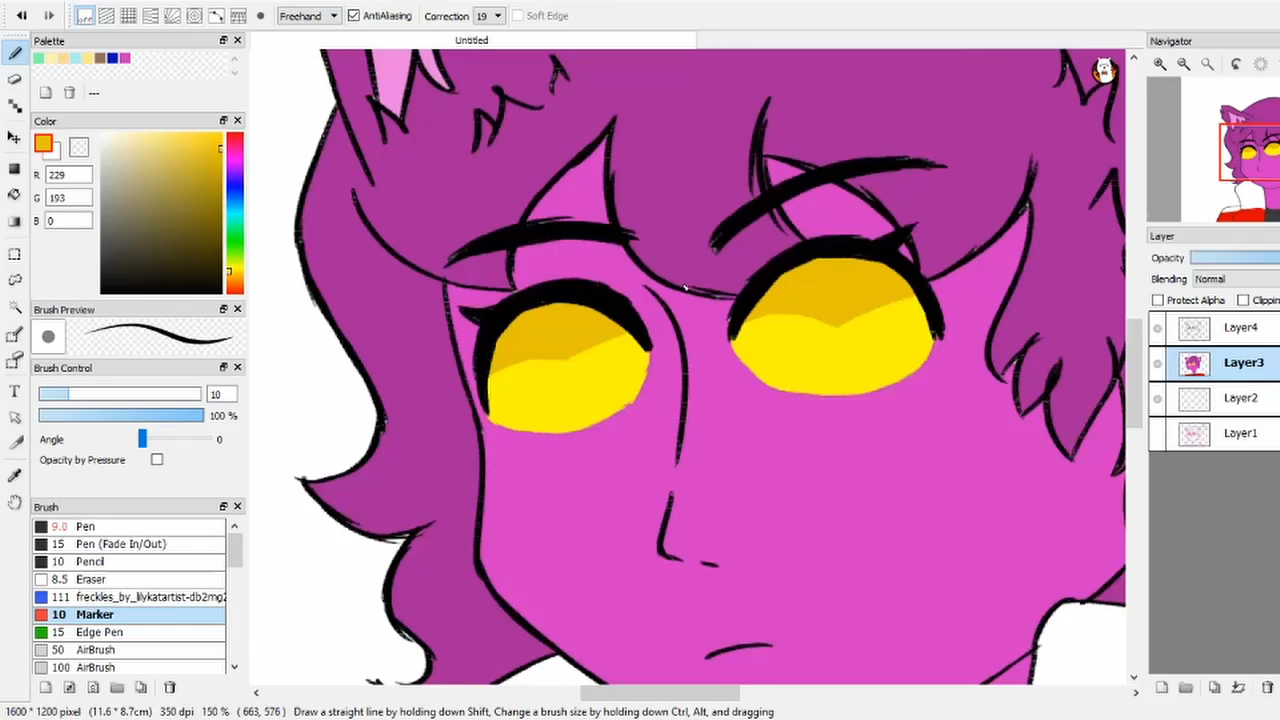 Freehand AntiAliasing Correction 19 Soft Edge
Palette
Untitled
Navigator
---
Color
R 229
G 193
B 0
Brush Preview
Brush Control
10
100 %
Angle 0
Opacity by Pressure
Brush
9.0 Pen
15 Pen (Fade In/Out)
10 Pencil
8.5 Eraser
111 freckles_by_lilykatartist-db2mg2
10 Marker
15 Edge Pen
50 AirBrush
100 AirBrush
Layer
Opacity
Blending Normal
Protect Alpha Clipping
Layer4
Layer3
Layer2
Layer1
1600 * 1200 pixel (11.6 * 8.7cm) 350 dpi 150 % ( 663, 576 ) Draw a straight line by holding down Shift, Change a brush size by holding down Ctrl, Alt, and dragging